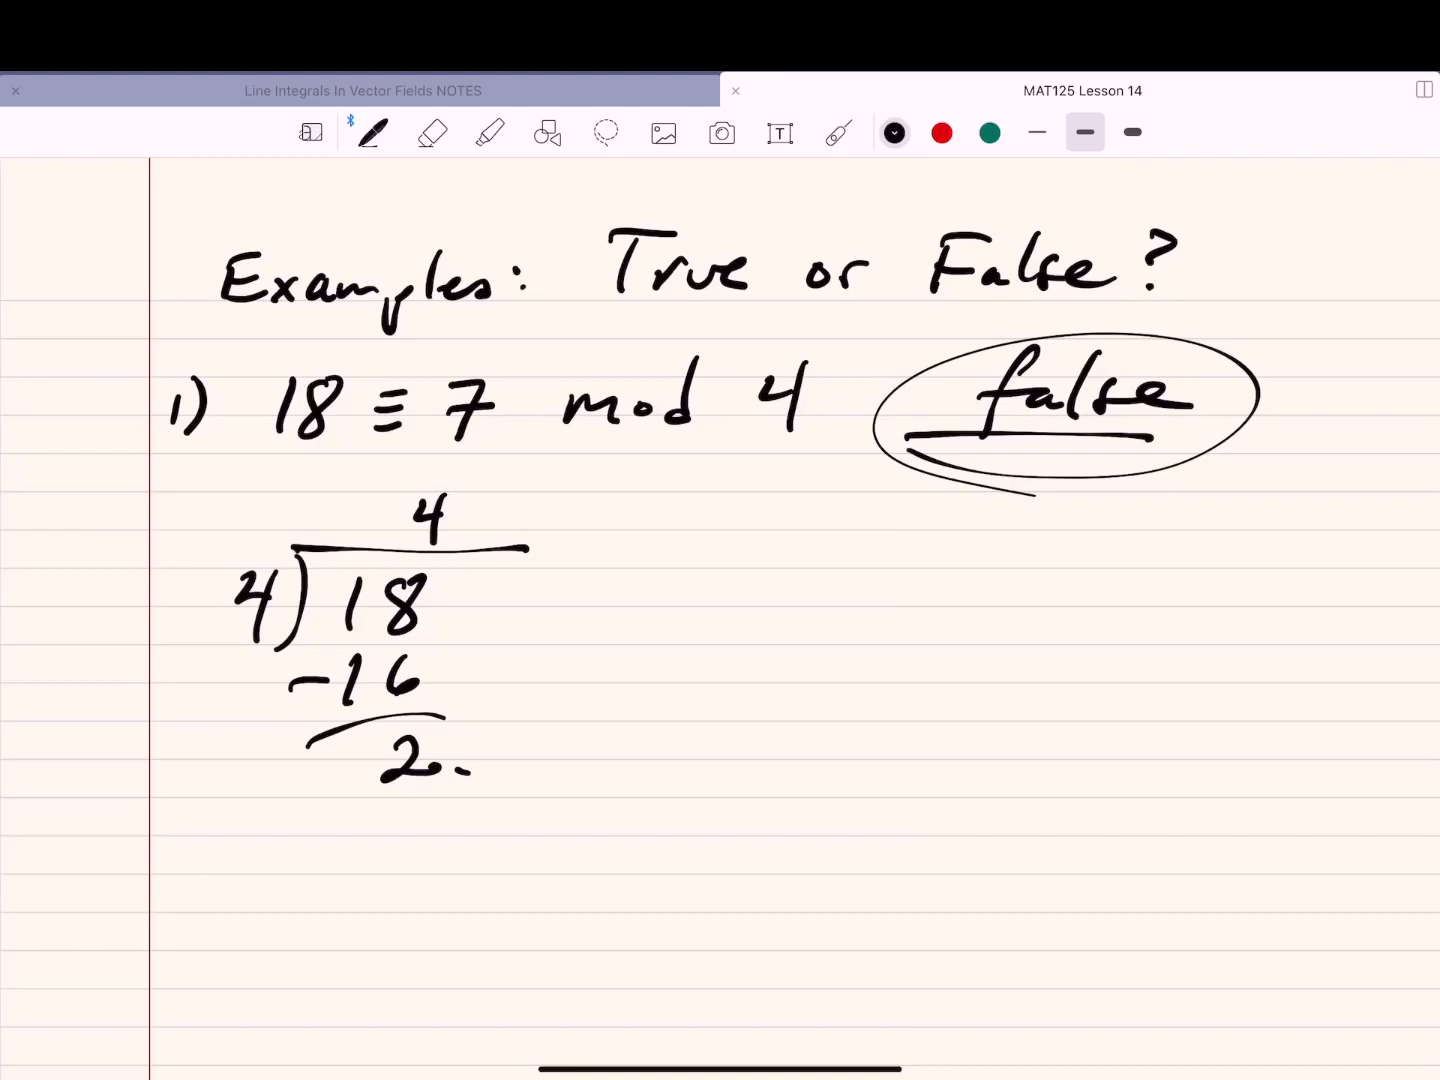 Line Integrals In Vector Fields NOTES
MAT125 Lesson 14
T
Examples: True or False?
1) 18 ≡ 7 mod 4 false
4
4) 18
-16
2.